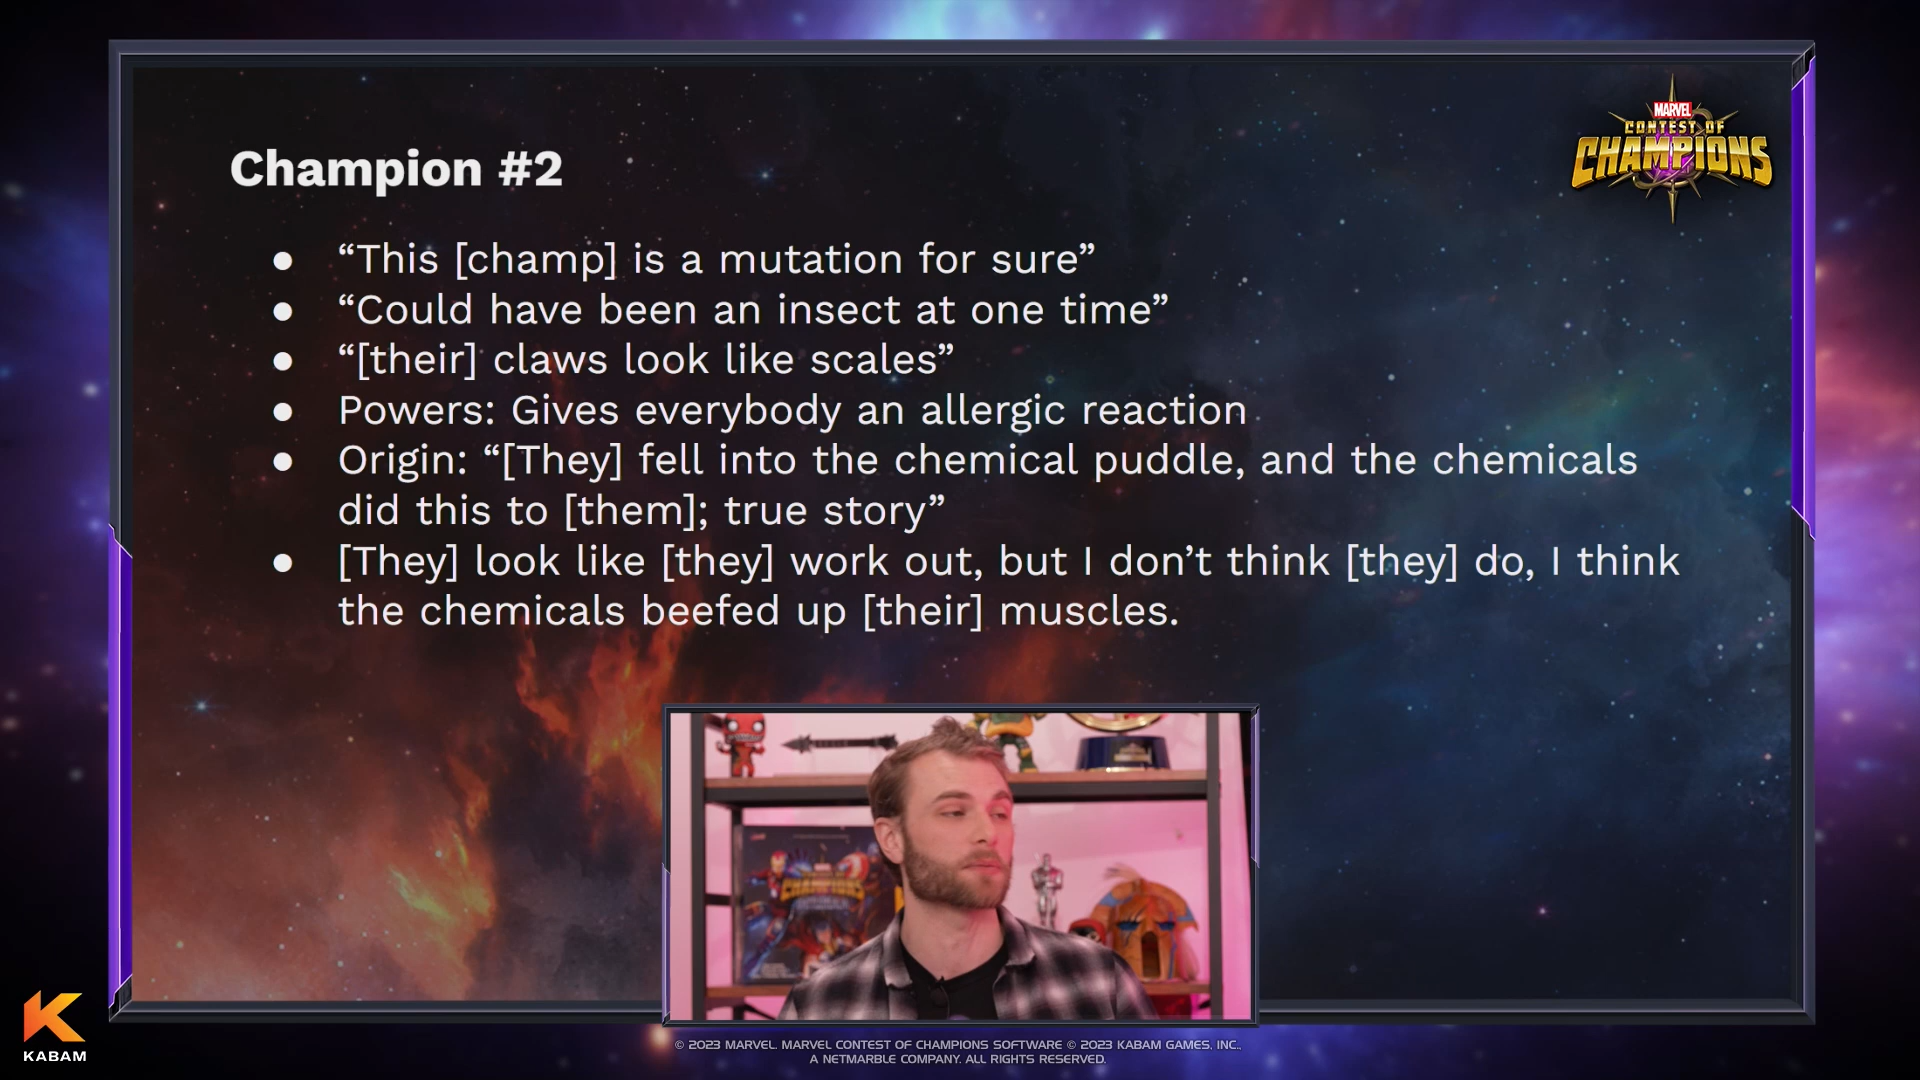 MARVEL
CONTEST OF
CHAMPIONS
Champion #2
● “This [champ] is a mutation for sure”
● “Could have been an insect at one time”
● “[their] claws look like scales”
● Powers: Gives everybody an allergic reaction
● Origin: “[They] fell into the chemical puddle, and the chemicals
did this to [them]; true story”
● [They] look like [they] work out, but I don’t think [they] do, I think
the chemicals beefed up [their] muscles.
CHAMPIONS
KABAM
© 2023 MARVEL. MARVEL CONTEST OF CHAMPIONS SOFTWARE © 2023 KABAM GAMES, INC.,
A NETMARBLE COMPANY. ALL RIGHTS RESERVED.